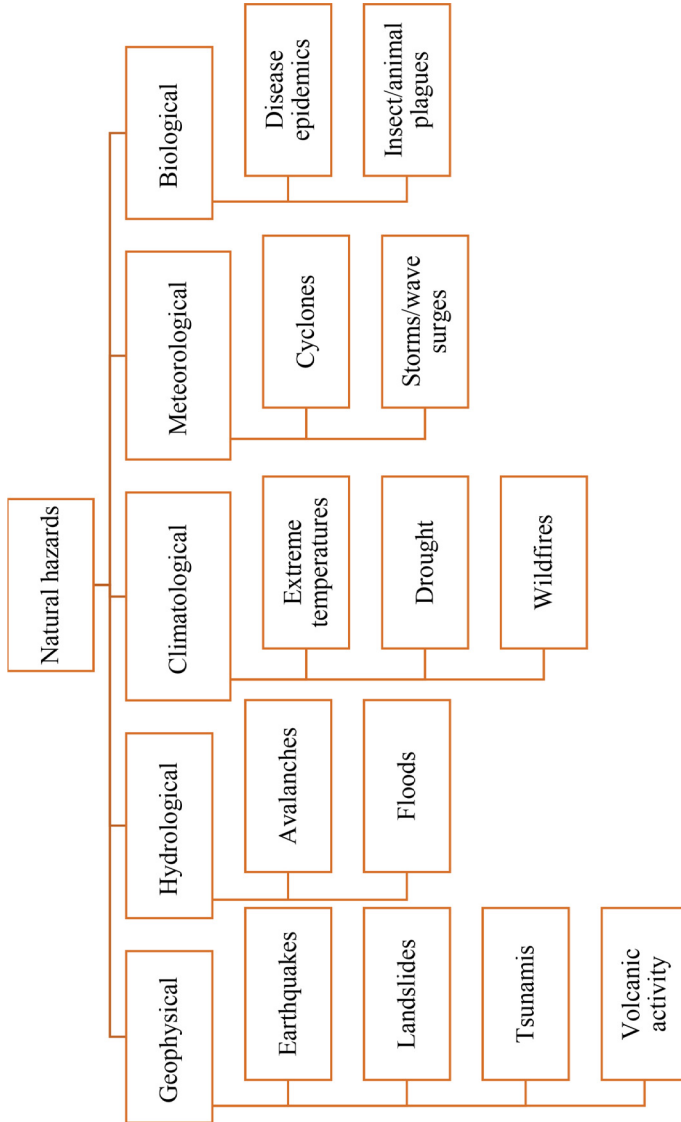 Natural hazards
Geophysical
Earthquakes
Landslides
Tsunamis
Volcanic
activity
Hydrological
Avalanches
Floods
Climatological
Extreme
temperatures
Drought
Wildfires
Meteorological
Cyclones
Storms/wave
surges
Biological
Disease
epidemics
Insect/animal
plagues